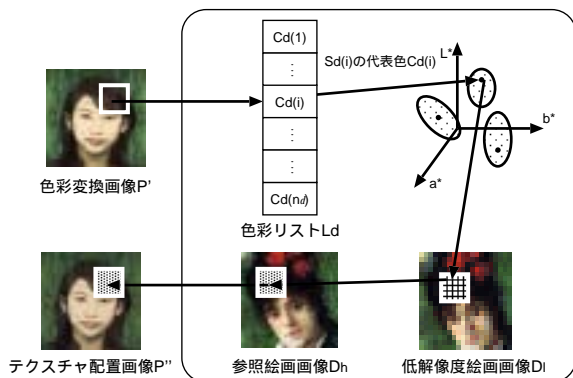 Cd(1)
⋮
Cd(i)
⋮
⋮
Cd(nd)
Sd(i)の代表色Cd(i)
L*
b*
a*
色彩変換画像P'
色彩リストLd
テクスチャ配置画像P''
参照絵画画像Dh
低解像度絵画画像Dl